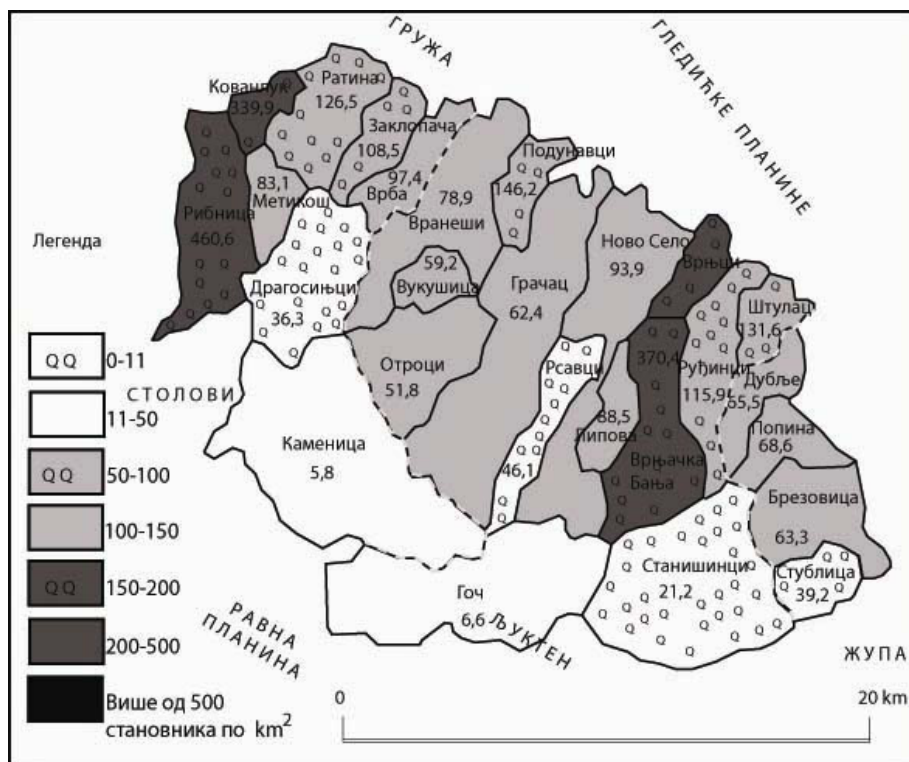 ГРУЖА
ГЛЕДИЋКЕ ПЛАНИНЕ
Кованлук
339,9
Ратина
126,5
Заклопача
108,5
Подунавци
146,2
83,1
Метикош
97,4
Врба
78,9
Вранеши
Рибница
460,6
Ново Село
93,9
Врњци
Легенда
Драгосињци
36,3
59,2
Вукушица
Грачац
62,4
Штулац
131,6
0-11
СТОЛОВИ
Отроци
51,8
Рсавци
370,4
Руђинци
115,9
Дубље
55,5
11-50
88,5
Липова
Попина
68,6
Каменица
5,8
46,1
Врњачка
Бања
50-100
Брезовица
63,3
100-150
Станишинци
21,2
Стублица
39,2
150-200
Гоч
6,6
РАВНА
ПЛАНИНА
ЉУКТЕН
200-500
ЖУПА
Више од 500
становника по km²
0
20 km